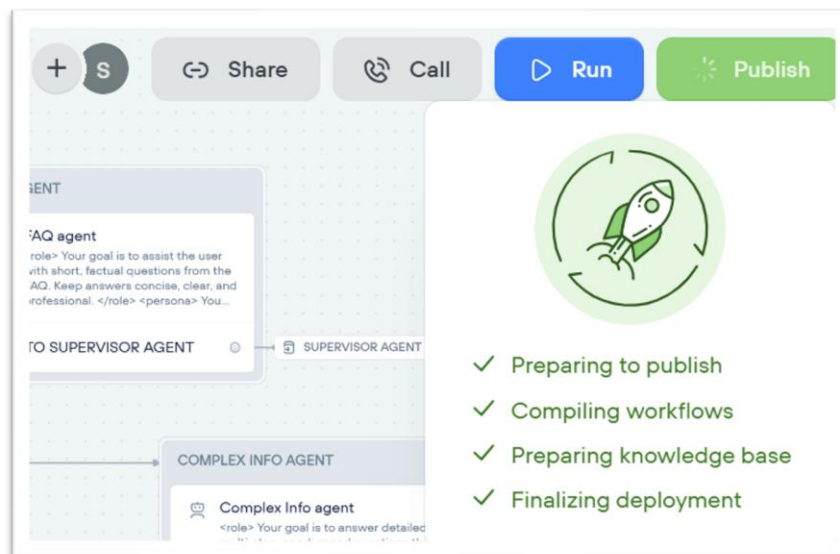 + S Share Call Run Publish
GENT
FAQ agent
role> Your goal is to assist the user
with short, factual questions from the
FAQ. Keep answers concise, clear, and
professional. </role> <persona> You...
TO SUPERVISOR AGENT
SUPERVISOR AGENT
COMPLEX INFO AGENT
Complex Info agent
<role> Your goal is to answer detailed
Preparing to publish
Compiling workflows
Preparing knowledge base
Finalizing deployment